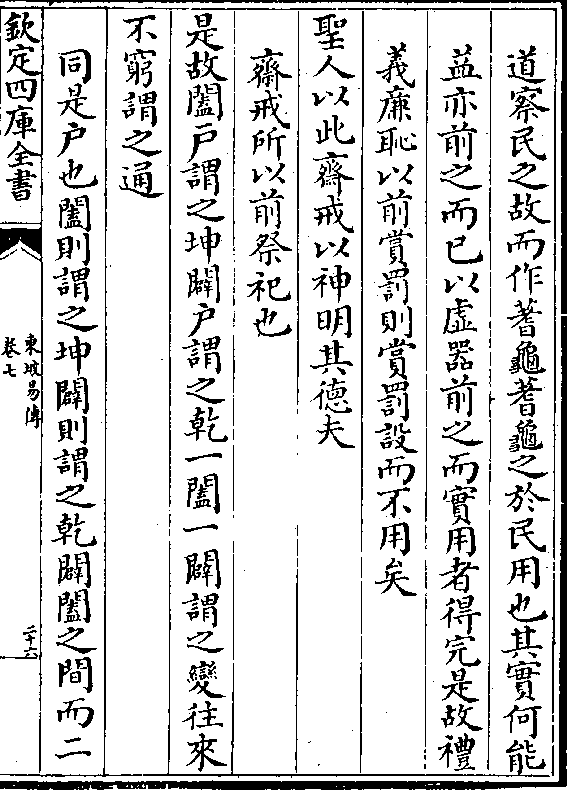 道察民之故而作蓍龜蓍龜之於民用也其實何能
益亦前之而已以虚器前之而實用者得完是故禮
義廉恥以前賞罰則賞罰設而不用矣
聖人以此齋戒以神明其德夫
齋戒所以前祭祀也
是故闔戸謂之坤闢户謂之乾一闔一闢謂之變往來
不窮謂之通
同是户也闔則謂之坤闢則謂之乾闢闔之間而二
欽定四庫全書
東坡易傳
卷七
二十六